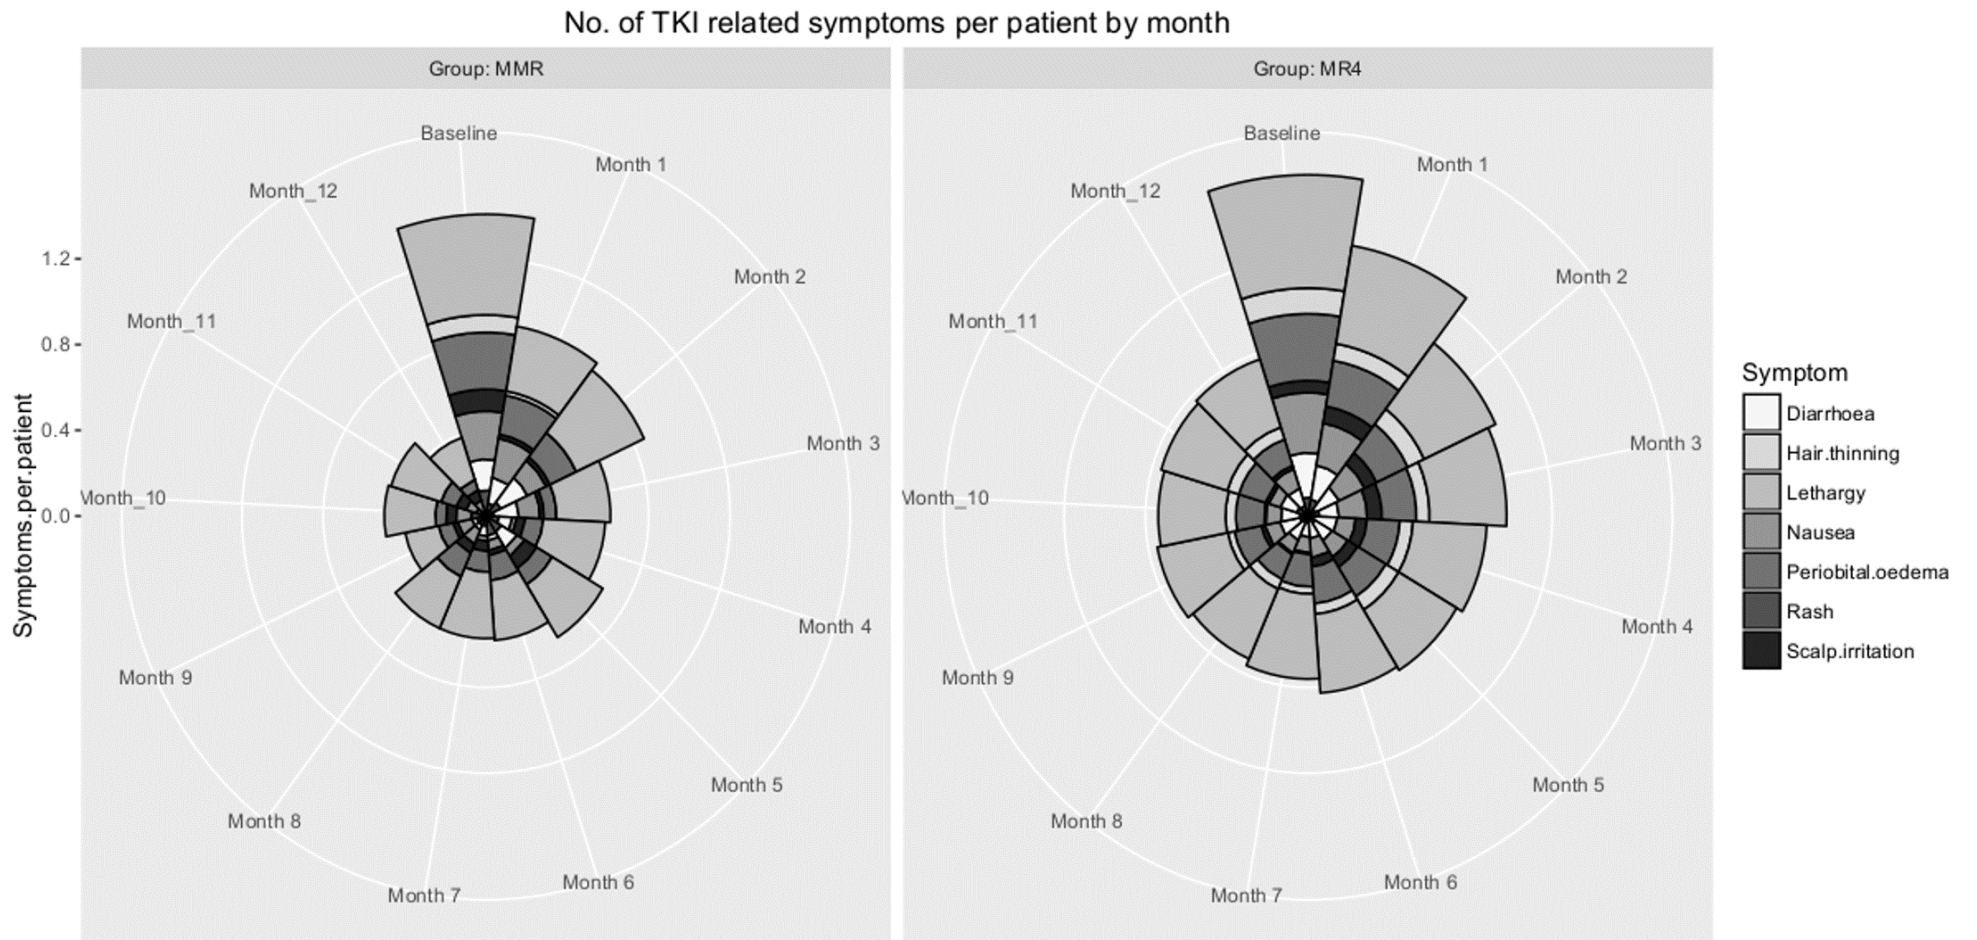 No. of TKI related symptoms per patient by month
Group: MMR
Group: MR4
Symptoms.per.patient
1.2
0.8
0.4
0.0
Baseline
Month 1
Month 2
Month 3
Month 4
Month 5
Month 6
Month 7
Month 8
Month 9
Month_10
Month_11
Month_12
Baseline
Month 1
Month 2
Month 3
Month 4
Month 5
Month 6
Month 7
Month 8
Month 9
Month_10
Month_11
Month_12
Symptom
Diarrhoea
Hair.thinning
Lethargy
Nausea
Periobital.oedema
Rash
Scalp.irritation